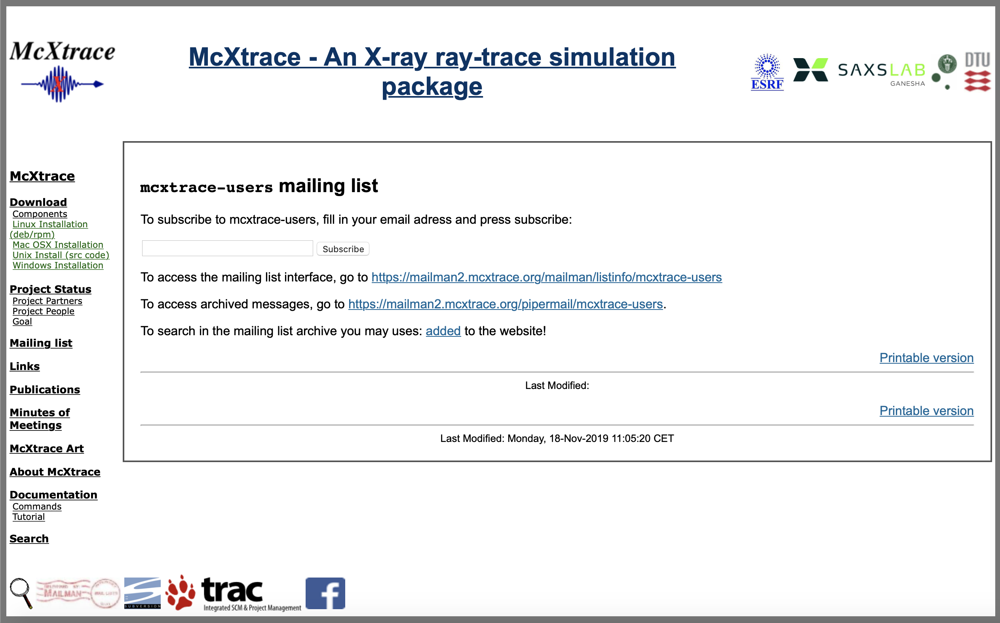 McXtrace
X
McXtrace - An X-ray ray-trace simulation
package
ESRF
SAXSLAB
GANESHA
DTU
McXtrace
Download
Components
Linux Installation
(deb/rpm)
Mac OSX Installation
Unix Install (src code)
Windows Installation
Project Status
Project Partners
Project People
Goal
Mailing list
Links
Publications
Minutes of
Meetings
McXtrace Art
About McXtrace
Documentation
Commands
Tutorial
Search
mcxtrace-users mailing list
To subscribe to mcxtrace-users, fill in your email adress and press subscribe:
Subscribe
To access the mailing list interface, go to https://mailman2.mcxtrace.org/mailman/listinfo/mcxtrace-users
To access archived messages, go to https://mailman2.mcxtrace.org/pipermail/mcxtrace-users.
To search in the mailing list archive you may uses: added to the website!
Printable version
Last Modified:
Printable version
Last Modified: Monday, 18-Nov-2019 11:05:20 CET
DELIVERED BY:
MAILMAN
MAIL LISTS
SUBVERSION
trac
Integrated SCM & Project Management
f